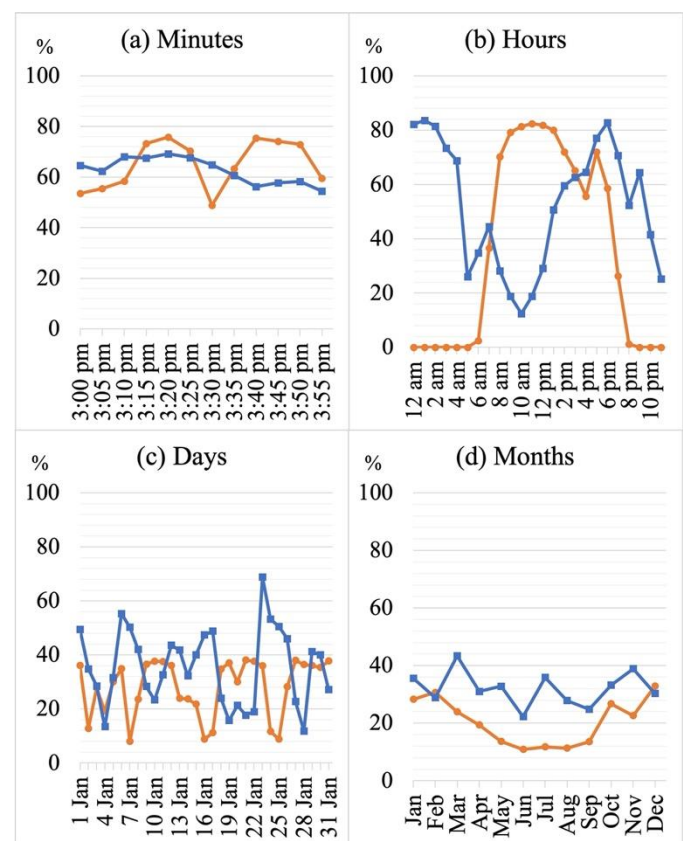 (a) Minutes
%
100
80
60
40
20
0
3:00 pm
3:05 pm
3:10 pm
3:15 pm
3:20 pm
3:25 pm
3:30 pm
3:35 pm
3:40 pm
3:45 pm
3:50 pm
3:55 pm
(b) Hours
%
100
80
60
40
20
0
12 am
2 am
4 am
6 am
8 am
10 am
12 pm
2 pm
4 pm
6 pm
8 pm
10 pm
(c) Days
%
100
80
60
40
20
0
1 Jan
4 Jan
7 Jan
10 Jan
13 Jan
16 Jan
19 Jan
22 Jan
25 Jan
28 Jan
31 Jan
(d) Months
%
100
80
60
40
20
0
Jan
Feb
Mar
Apr
May
Jun
Jul
Aug
Sep
Oct
Nov
Dec